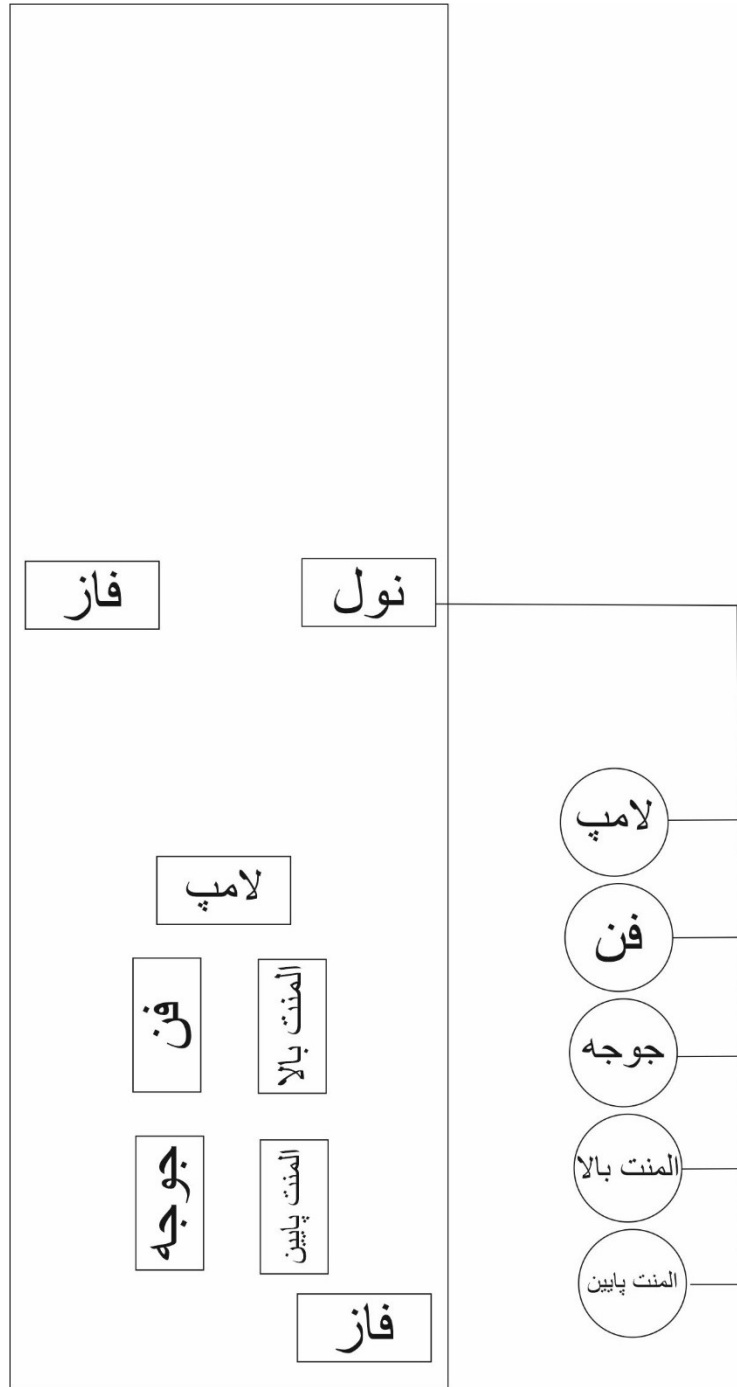 فاز
نول
لامپ
فن
المنت بالا
جوجه
المنت پایین
فاز
لامپ
فن
جوجه
المنت بالا
المنت پایین